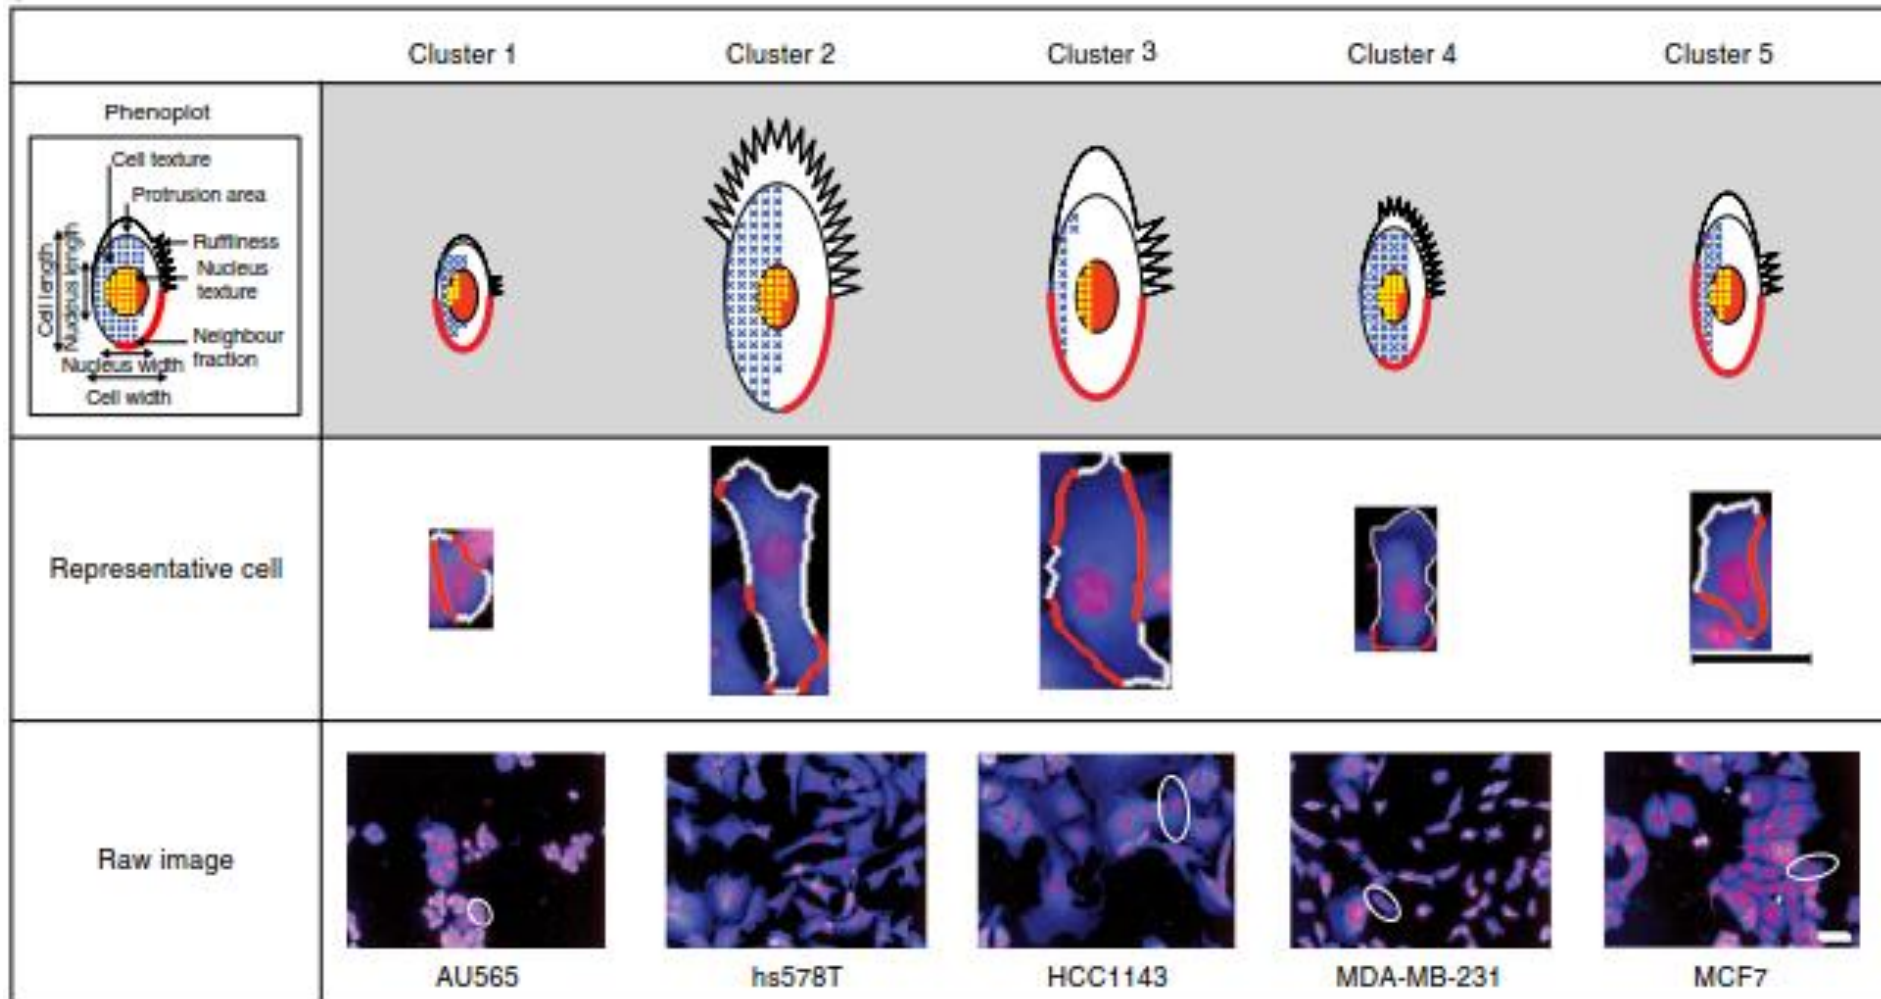 Cluster 1
Cluster 2
Cluster 3
Cluster 4
Cluster 5
Phenoplot
Cell texture
Protrusion area
Ruffliness
Nucleus
texture
Neighbour
fraction
Cell length
Nucleus length
Nucleus width
Cell width
Representative cell
Raw image
AU565
hs578T
HCC1143
MDA-MB-231
MCF7